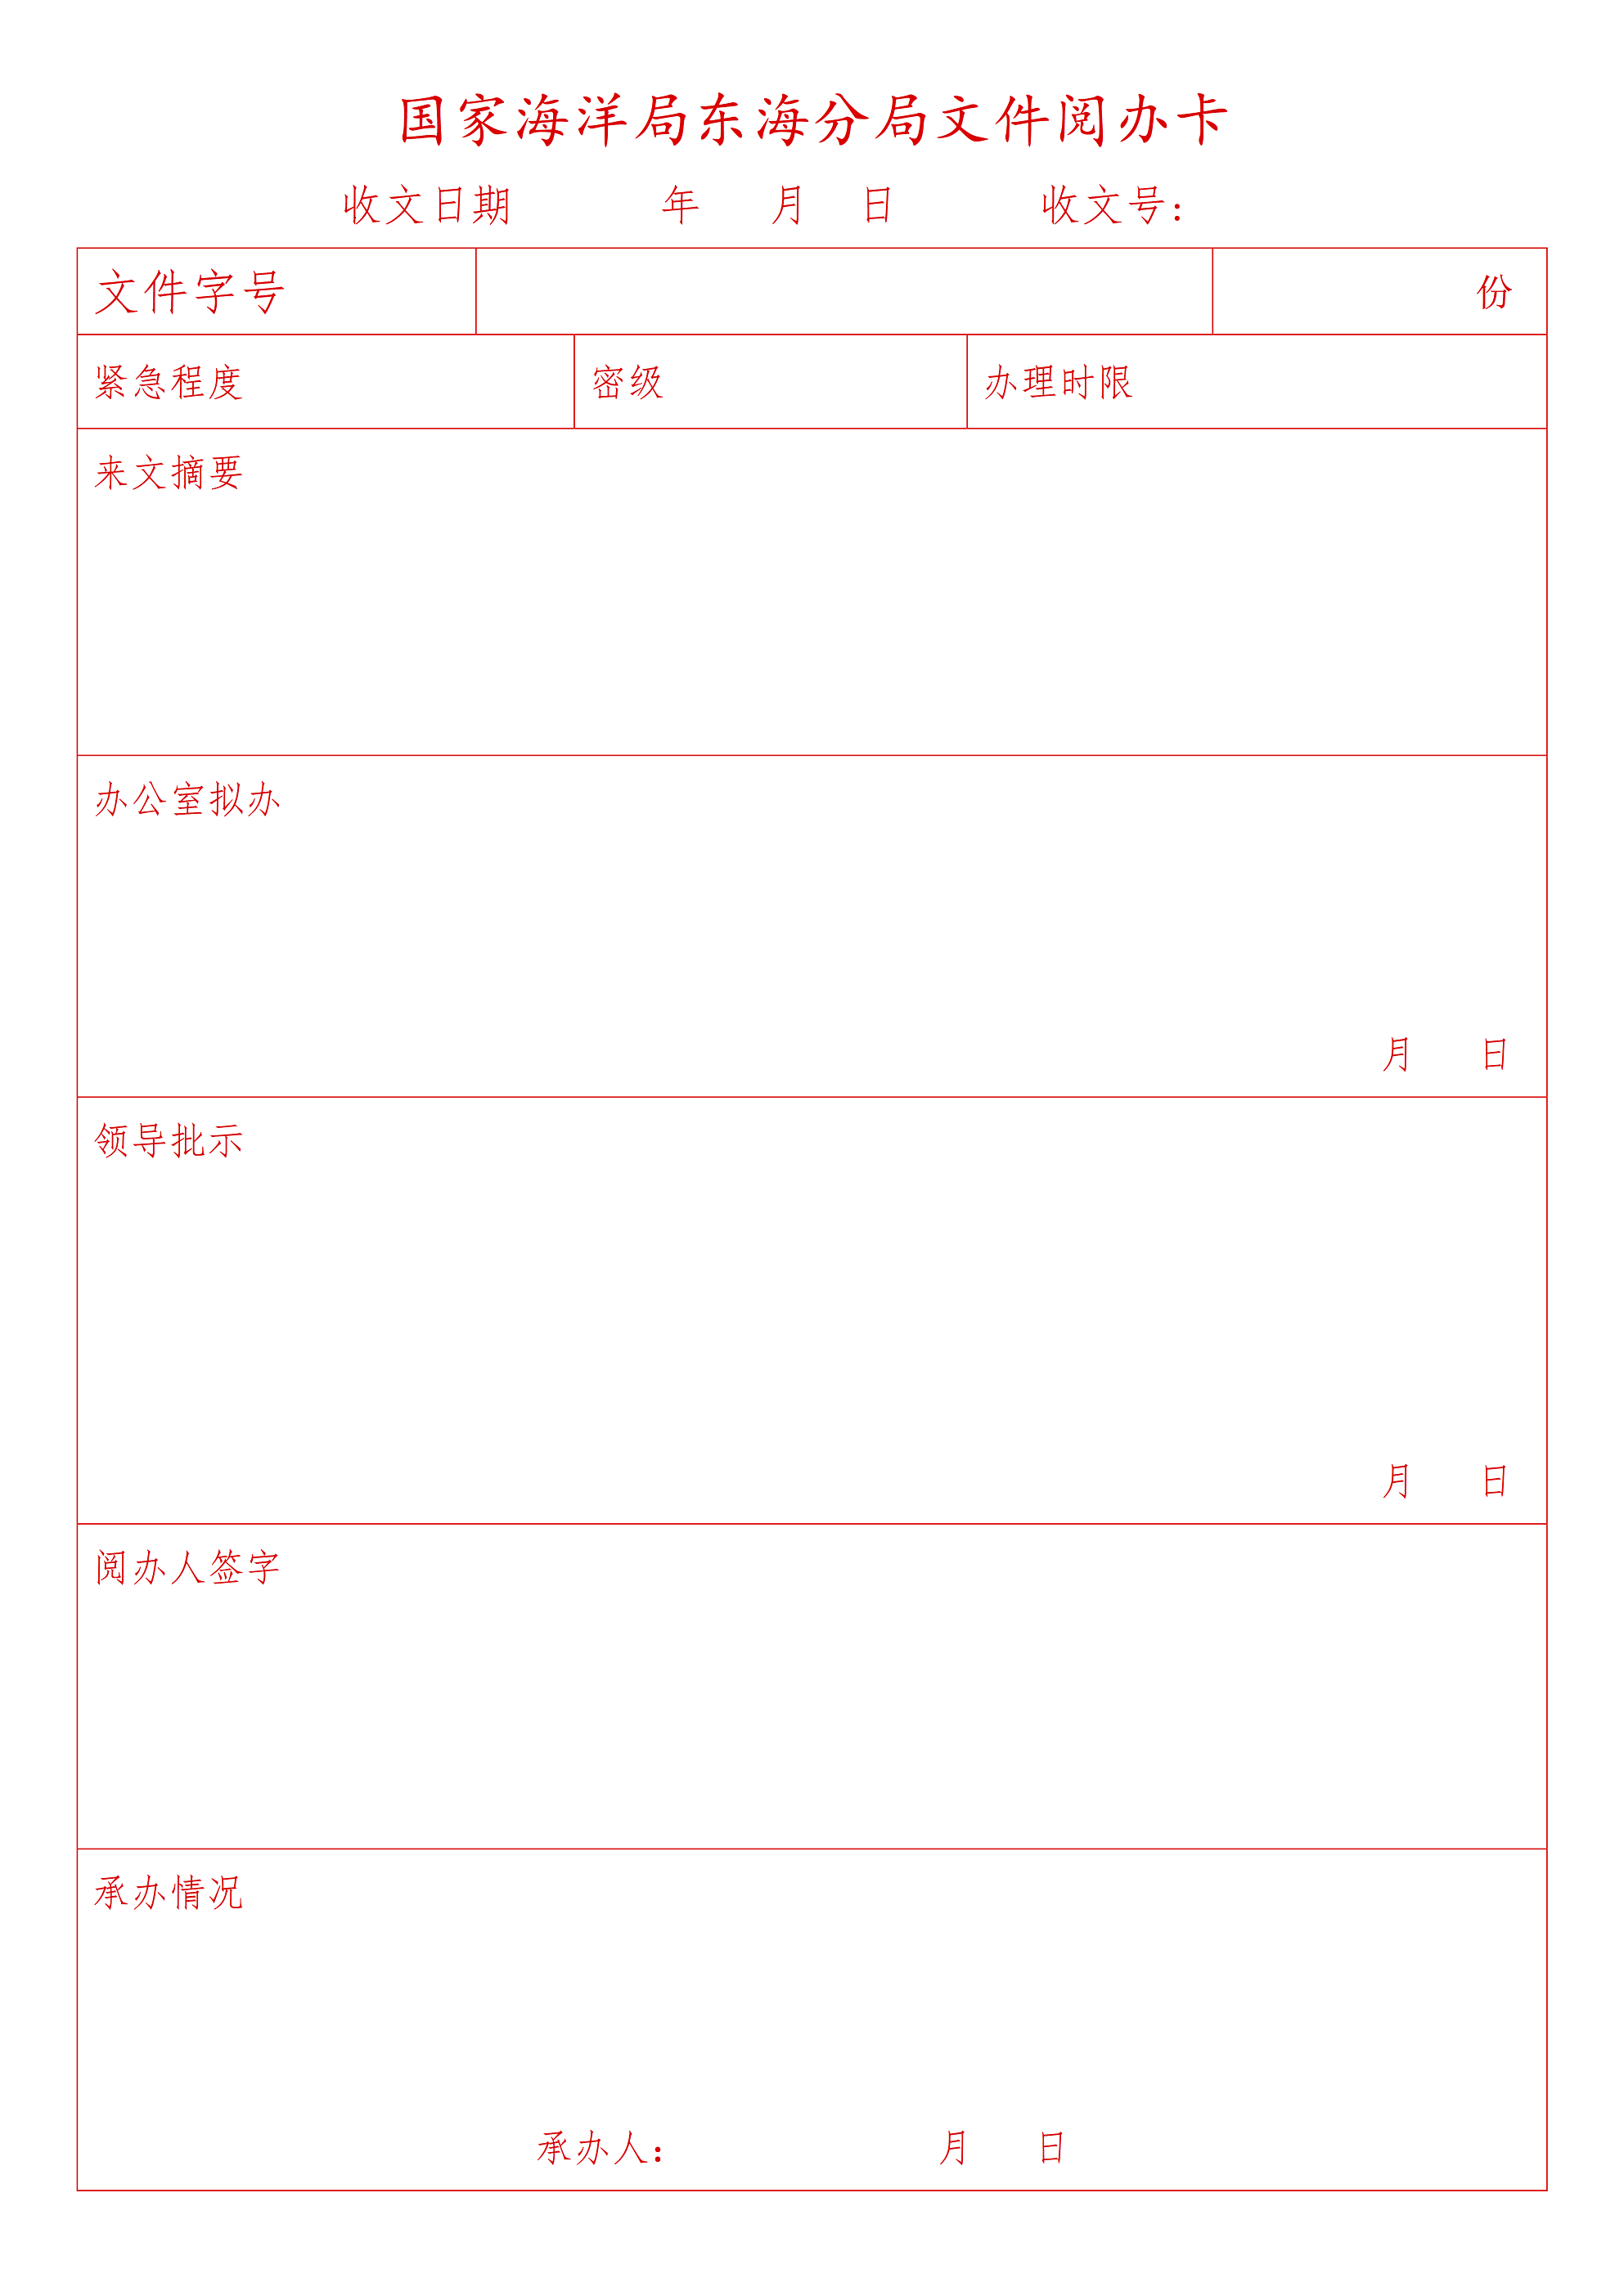 国家海洋局东海分局文件阅办卡
收文日期 年 月 日 收文号：
文件字号 份
紧急程度 密级 办理时限
来文摘要
办公室拟办
月 日
领导批示
月 日
阅办人签字
承办情况
承办人： 月 日